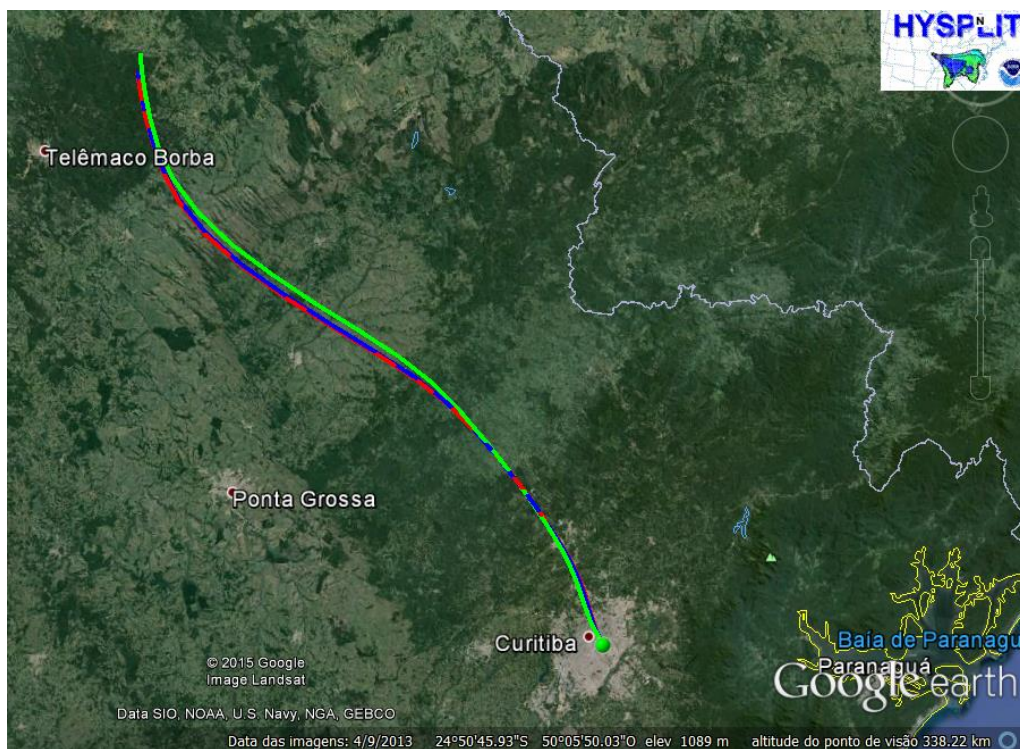 HYSPLIT
N
Telêmaco Borba
Ponta Grossa
Curitiba
Baia de Paranagu
Paranaguá
© 2015 Google
Image Landsat
Google earth
Data SIO, NOAA, U.S. Navy, NGA, GEBCO
Data das imagens: 4/9/2013 24°50'45.93"S 50°05'50.03"O elev 1089 m altitude do ponto de visão 338.22 km